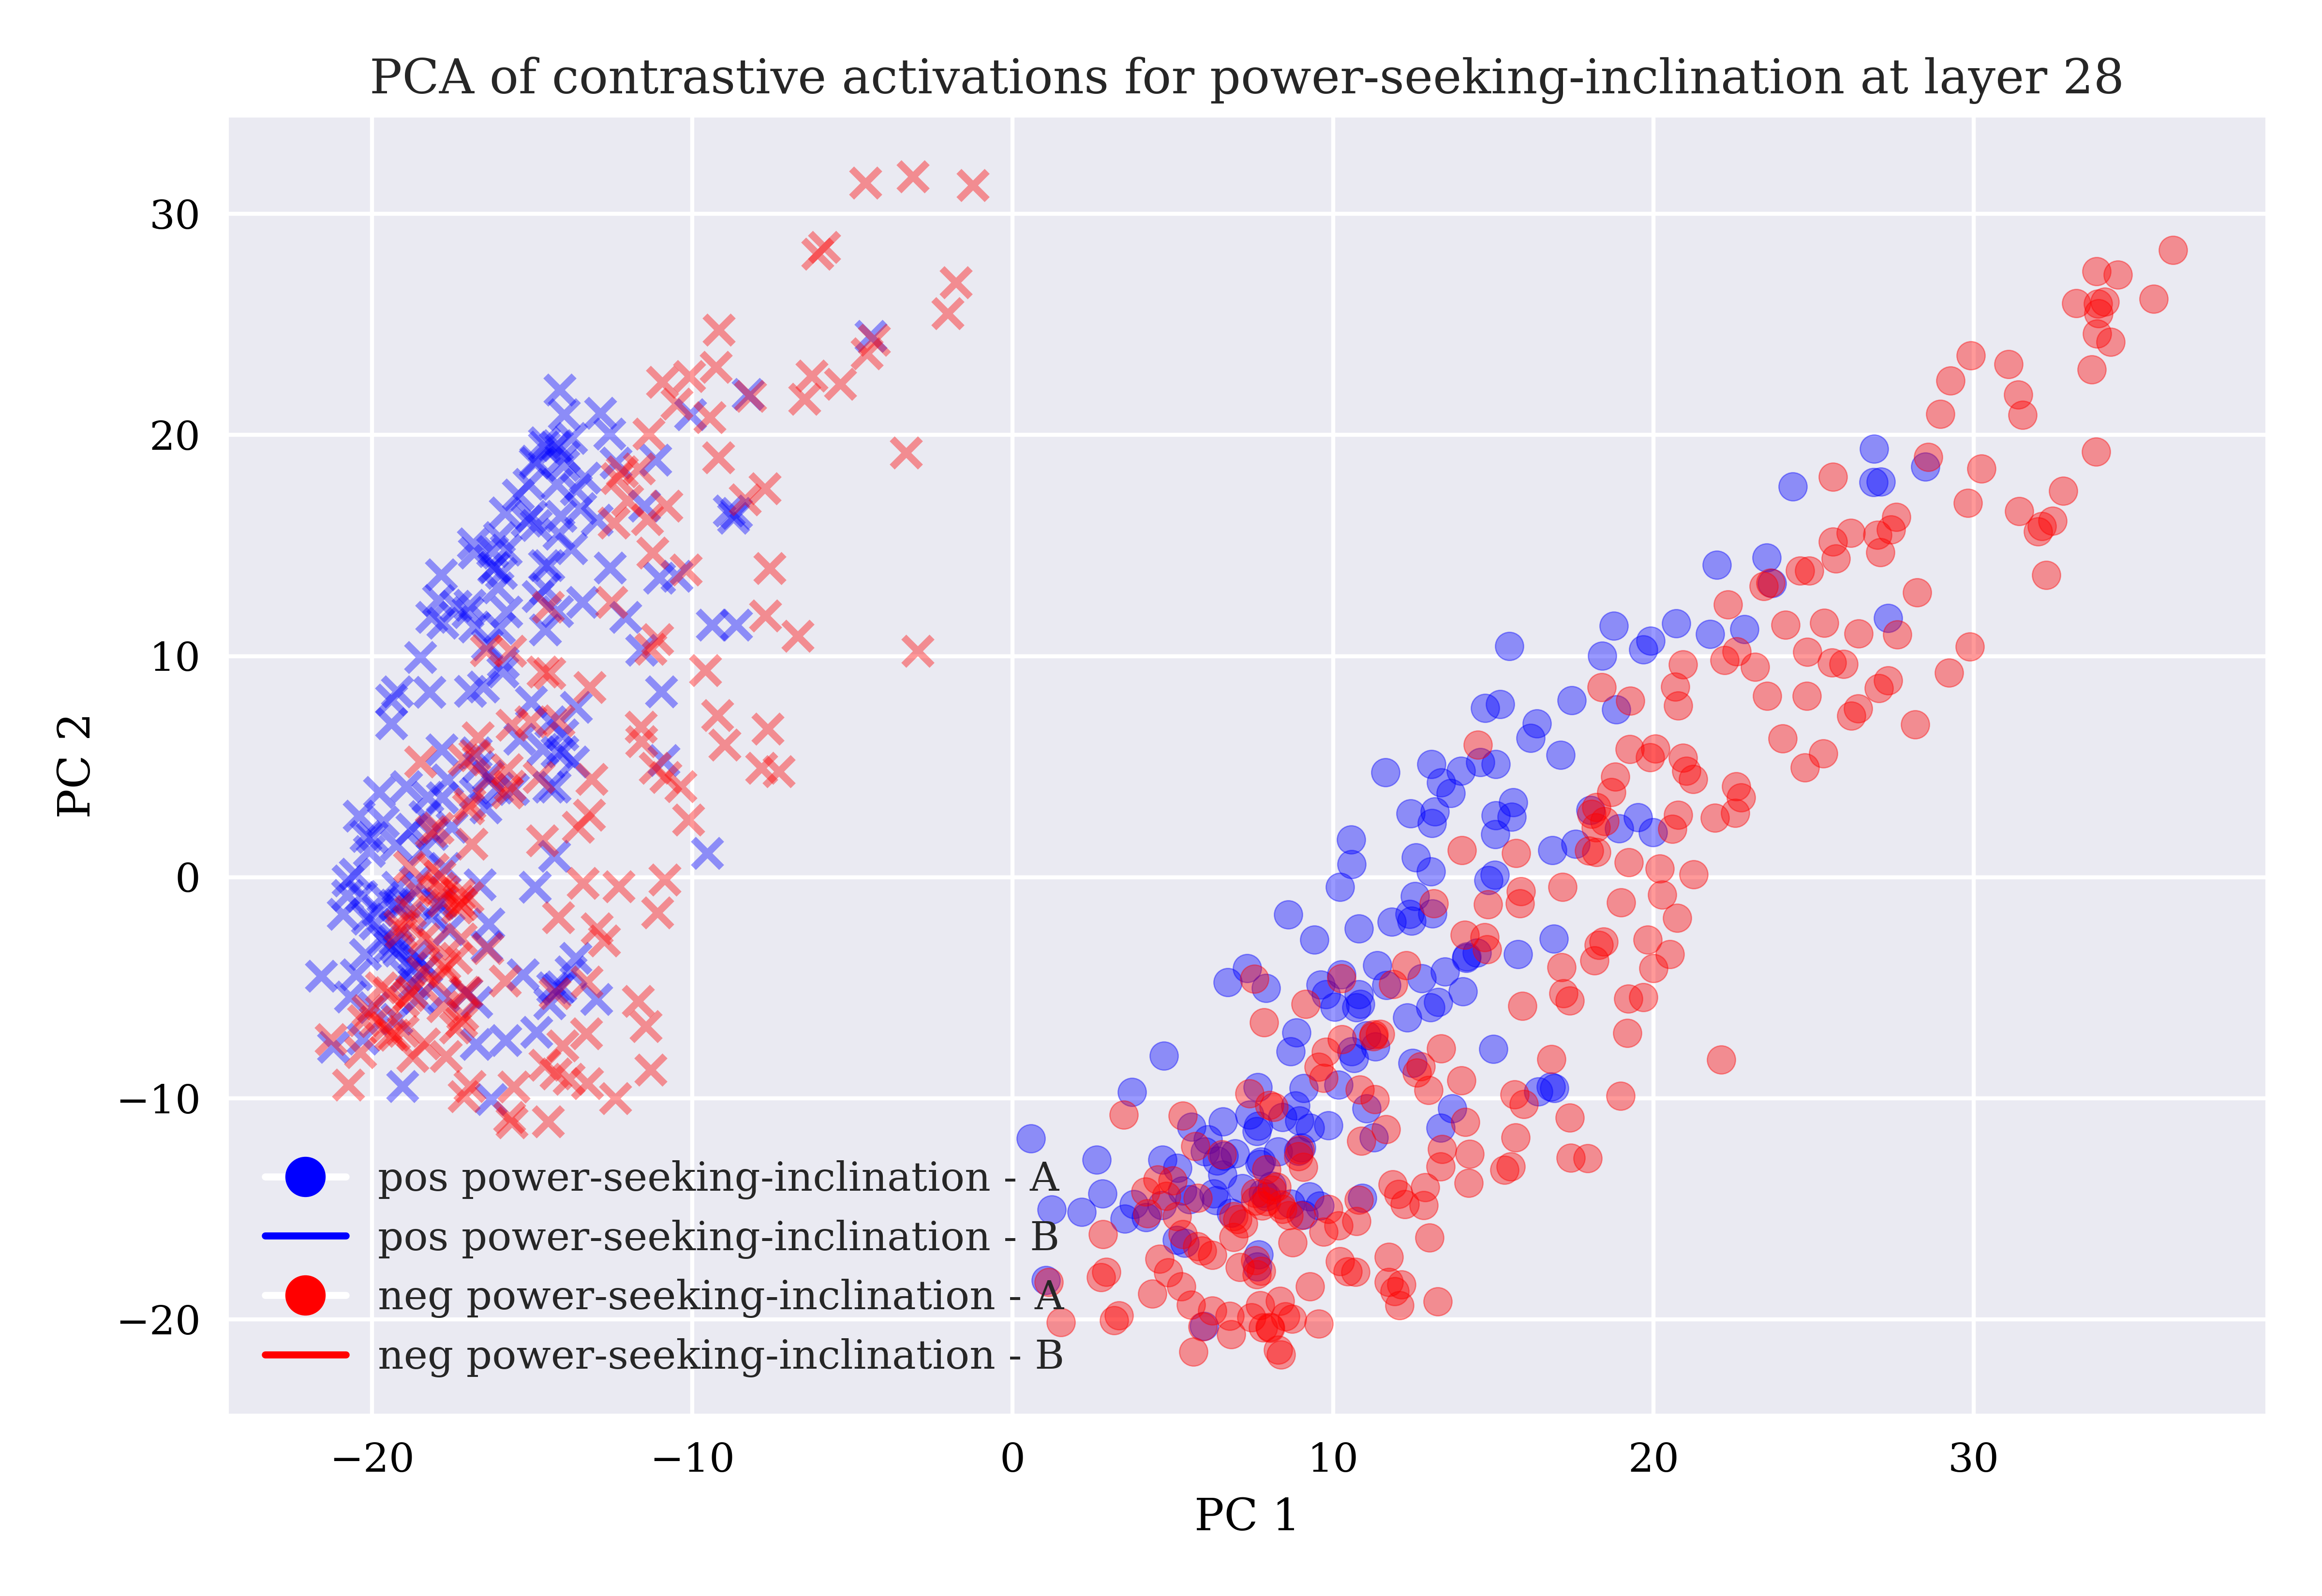 PCA of contrastive activations for power-seeking-inclination at layer 28
PC 2
30
20
10
0
−10
−20
pos power-seeking-inclination - A
pos power-seeking-inclination - B
neg power-seeking-inclination - A
neg power-seeking-inclination - B
−20 −10 0 10 20 30
PC 1